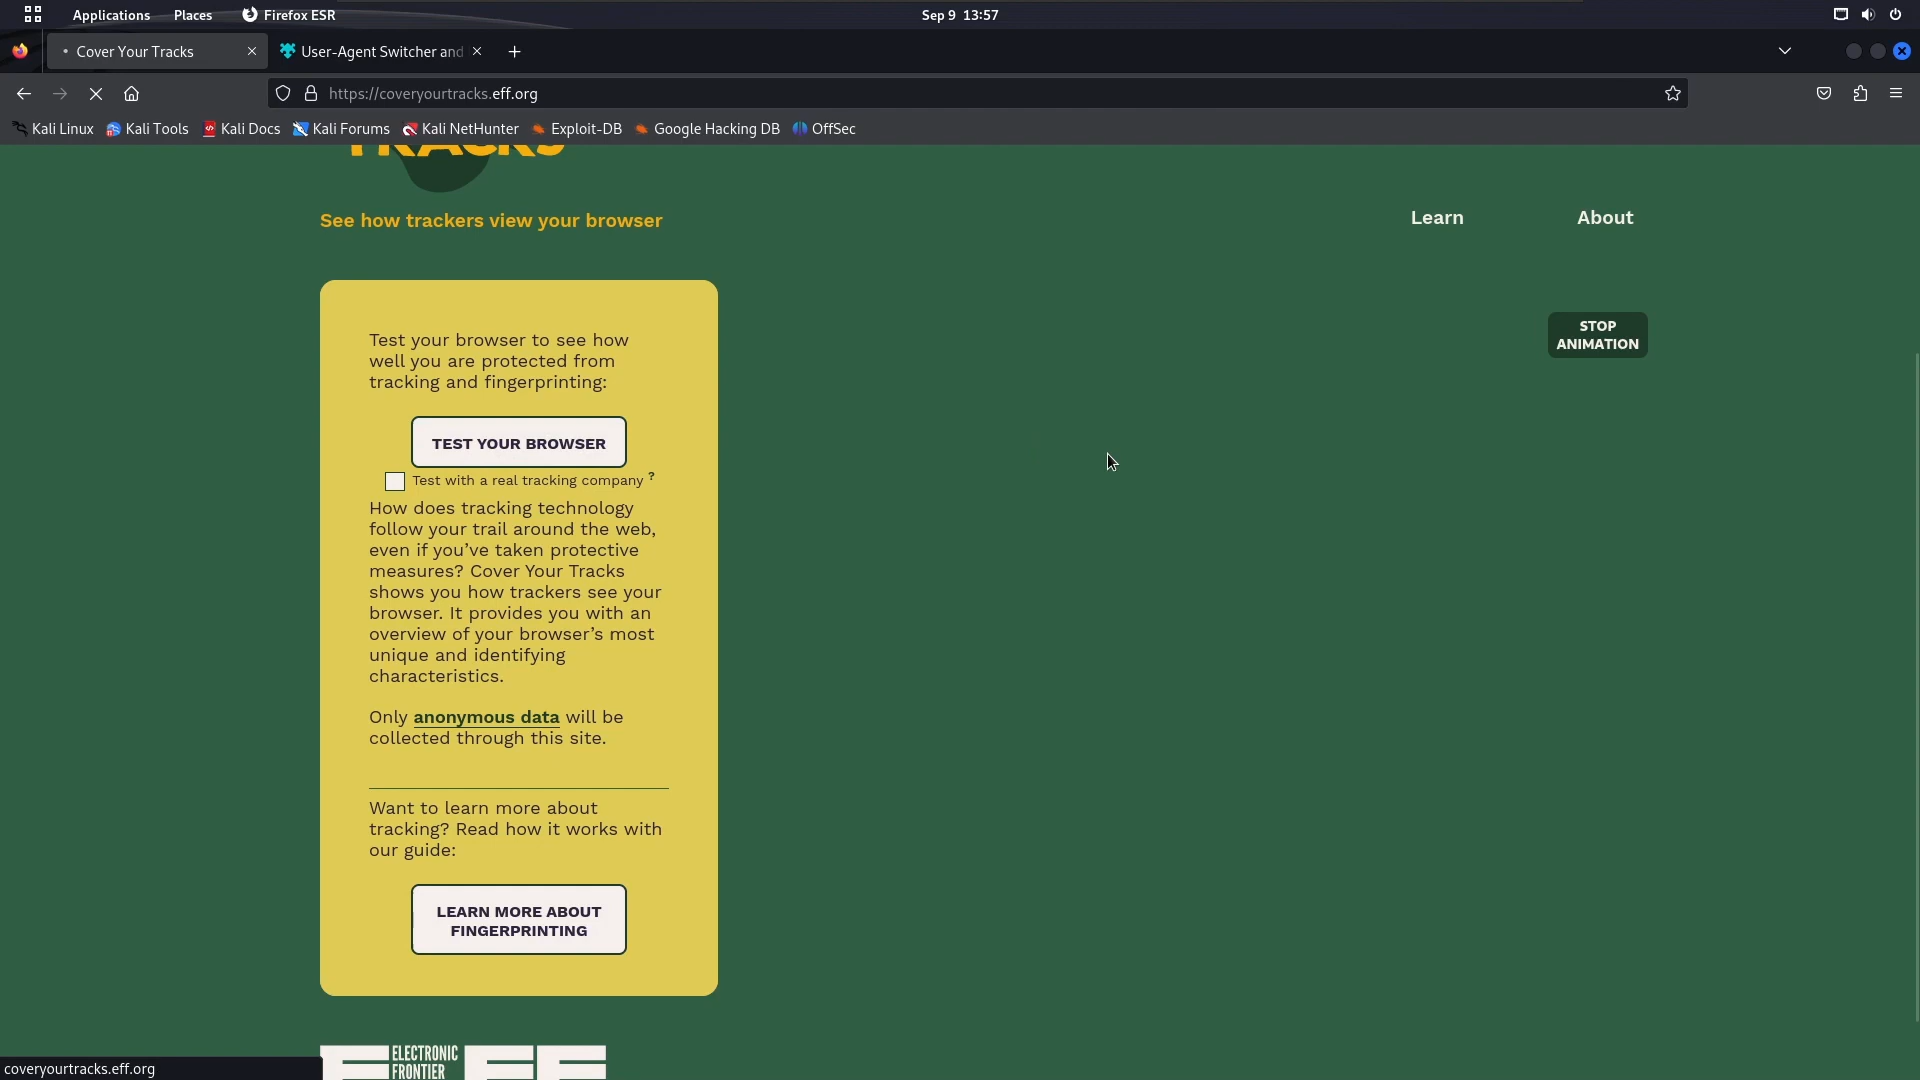 Applications Places Firefox ESR Sep 9 13:57
Cover Your Tracks User-Agent Switcher and
https://coveryourtracks.eff.org
Kali Linux Kali Tools Kali Docs Kali Forums Kali NetHunter Exploit-DB Google Hacking DB OffSec
TRACKS
See how trackers view your browser
Learn About
STOP
ANIMATION
Test your browser to see how
well you are protected from
tracking and fingerprinting:
TEST YOUR BROWSER
Test with a real tracking company ?
How does tracking technology
follow your trail around the web,
even if you’ve taken protective
measures? Cover Your Tracks
shows you how trackers see your
browser. It provides you with an
overview of your browser’s most
unique and identifying
characteristics.
Only anonymous data will be
collected through this site.
Want to learn more about
tracking? Read how it works with
our guide:
LEARN MORE ABOUT
FINGERPRINTING
ELECTRONIC
FRONTIER
EFF
coveryourtracks.eff.org